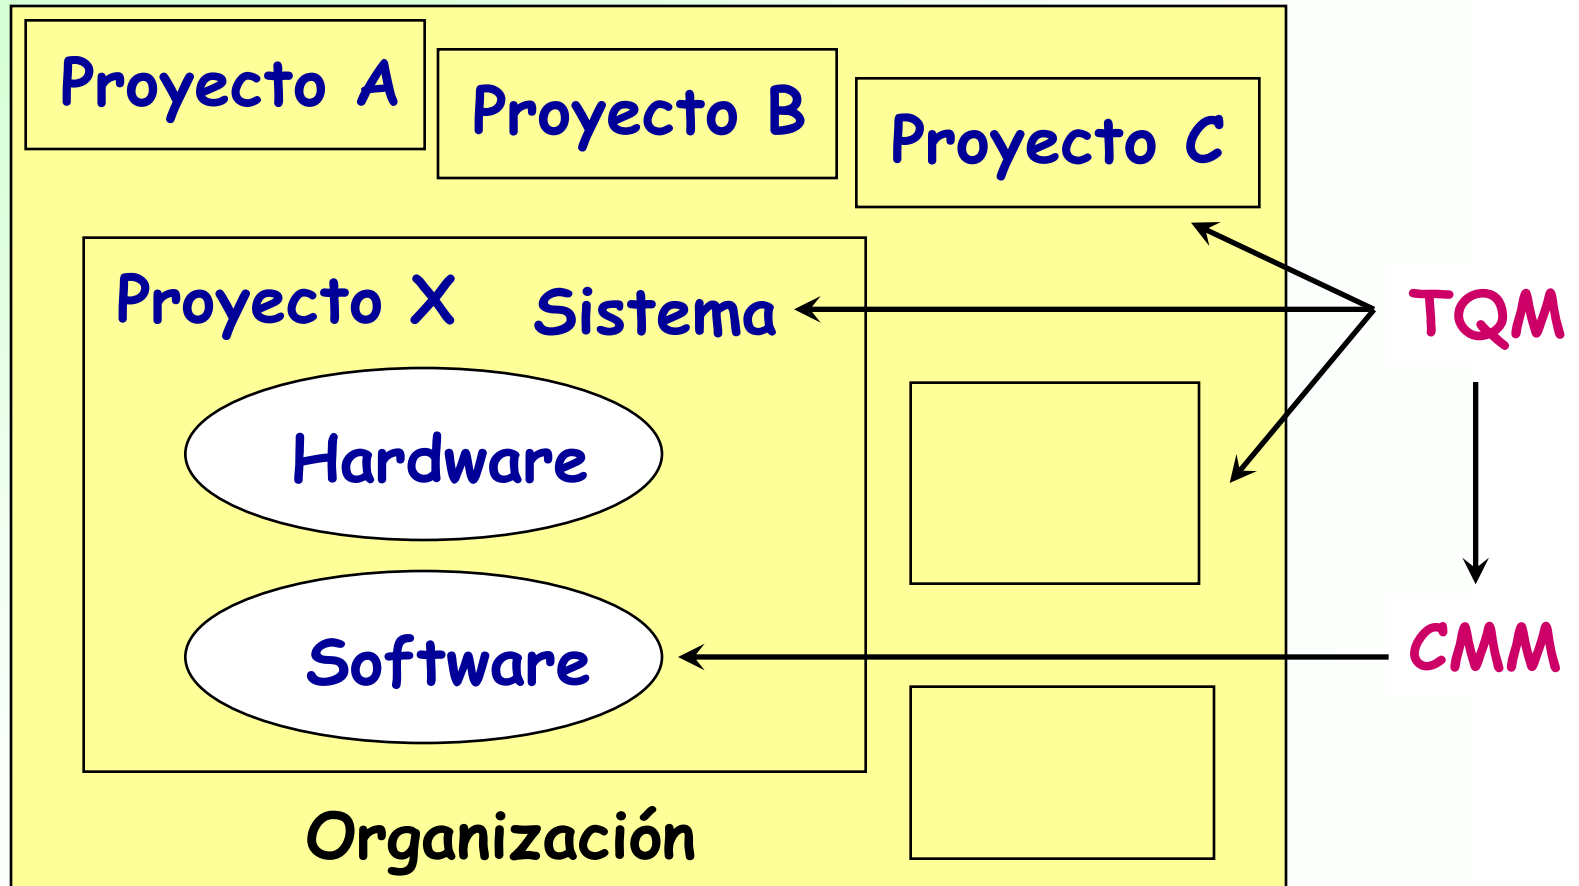 Proyecto A
Proyecto B
Proyecto C
Proyecto X
Sistema
TQM
Hardware
Software
CMM
Organización